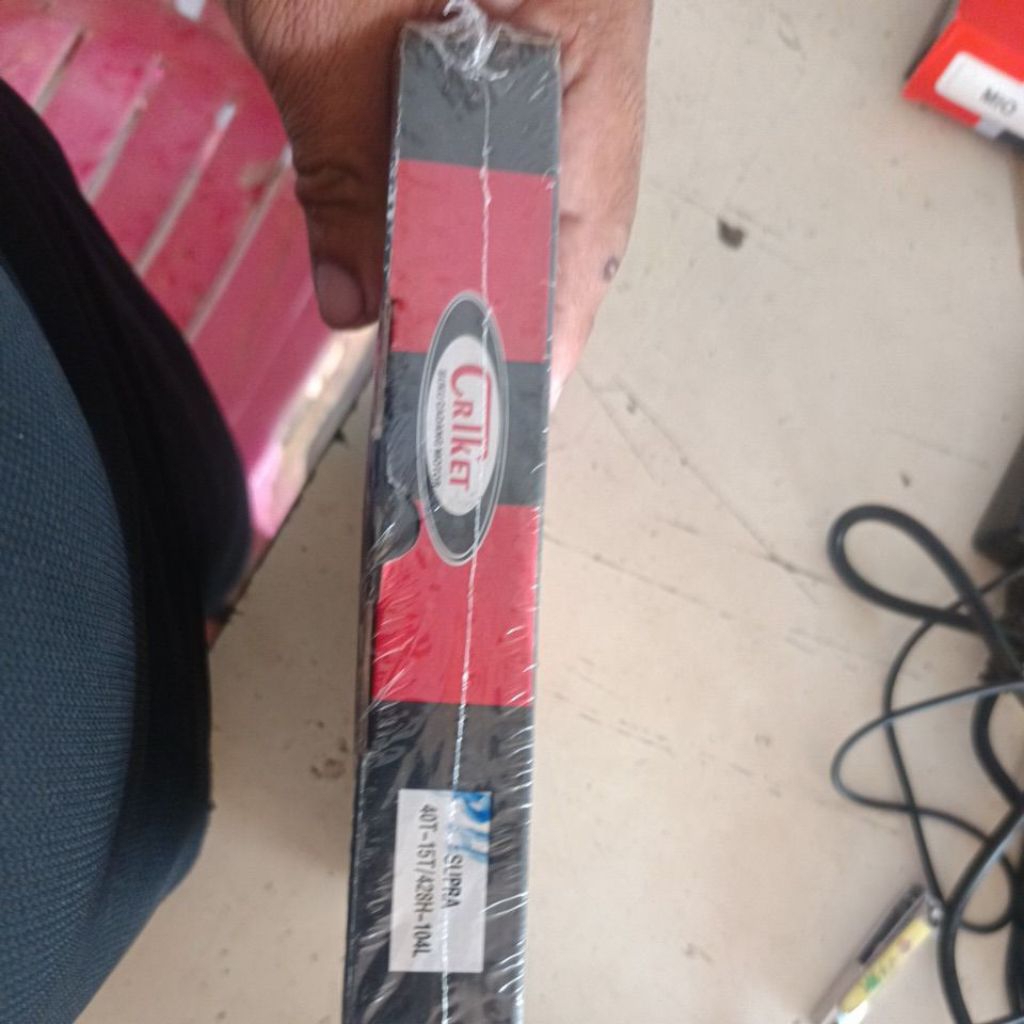 CRIKET
SUPRA
40T-15T/428H-104L
MIO